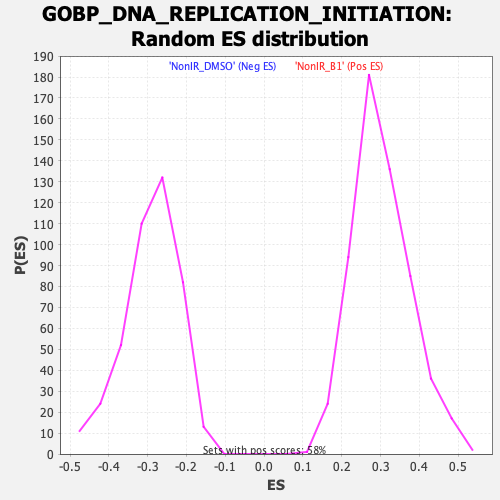 GOBP_DNA_REPLICATION_INITIATION:
Random ES distribution
'NonIR_DMSO' (Neg ES) 'NonIR_B1' (Pos ES)
190
180
170
160
150
140
130
120
110
100
90
80
70
60
50
40
30
20
10
0
P(ES)
Sets with pos scores: 58%
-0.5 -0.4 -0.3 -0.2 -0.1 0.0 0.1 0.2 0.3 0.4 0.5
ES